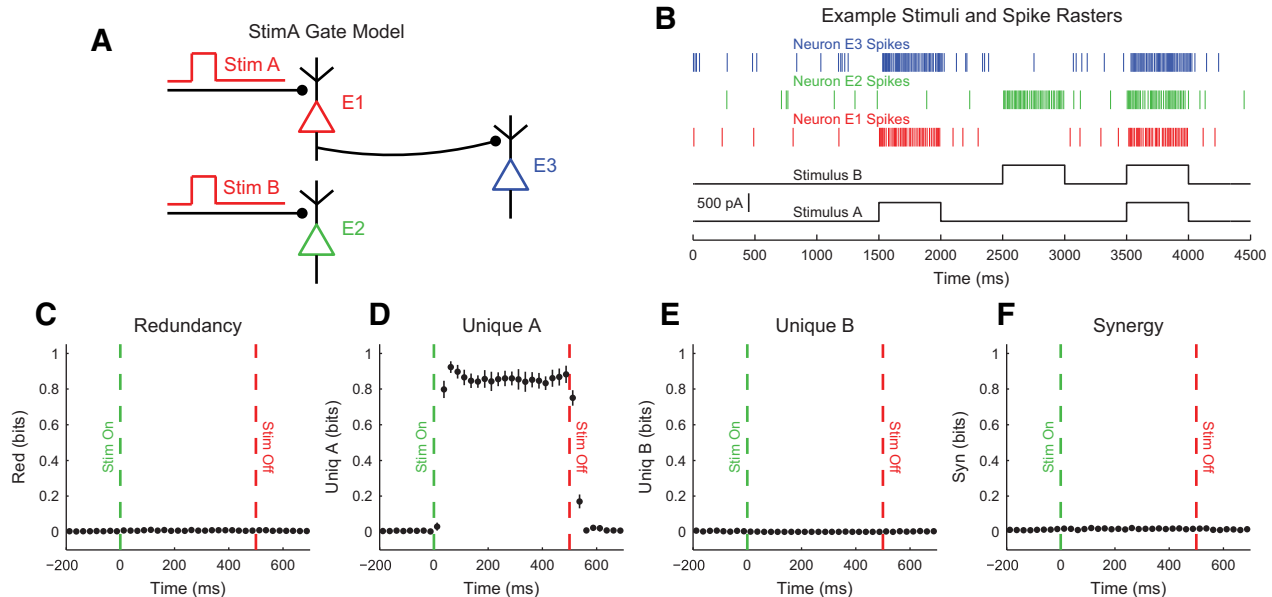 A
StimA Gate Model
Stim A
E1
E3
Stim B
E2
B
Example Stimuli and Spike Rasters
Neuron E3 Spikes
Neuron E2 Spikes
Neuron E1 Spikes
Stimulus B
500 pA
Stimulus A
0 500 1000 1500 2000 2500 3000 3500 4000 4500
Time (ms)
C
Redundancy
Red (bits)
1
0.8
0.6
0.4
0.2
0
Stim On
Stim Off
−200 0 200 400 600
Time (ms)
D
Unique A
Uniq A (bits)
1
0.8
0.6
0.4
0.2
0
Stim On
Stim Off
−200 0 200 400 600
Time (ms)
E
Unique B
Uniq B (bits)
1
0.8
0.6
0.4
0.2
0
Stim On
Stim Off
−200 0 200 400 600
Time (ms)
F
Synergy
Syn (bits)
1
0.8
0.6
0.4
0.2
0
Stim On
Stim Off
−200 0 200 400 600
Time (ms)